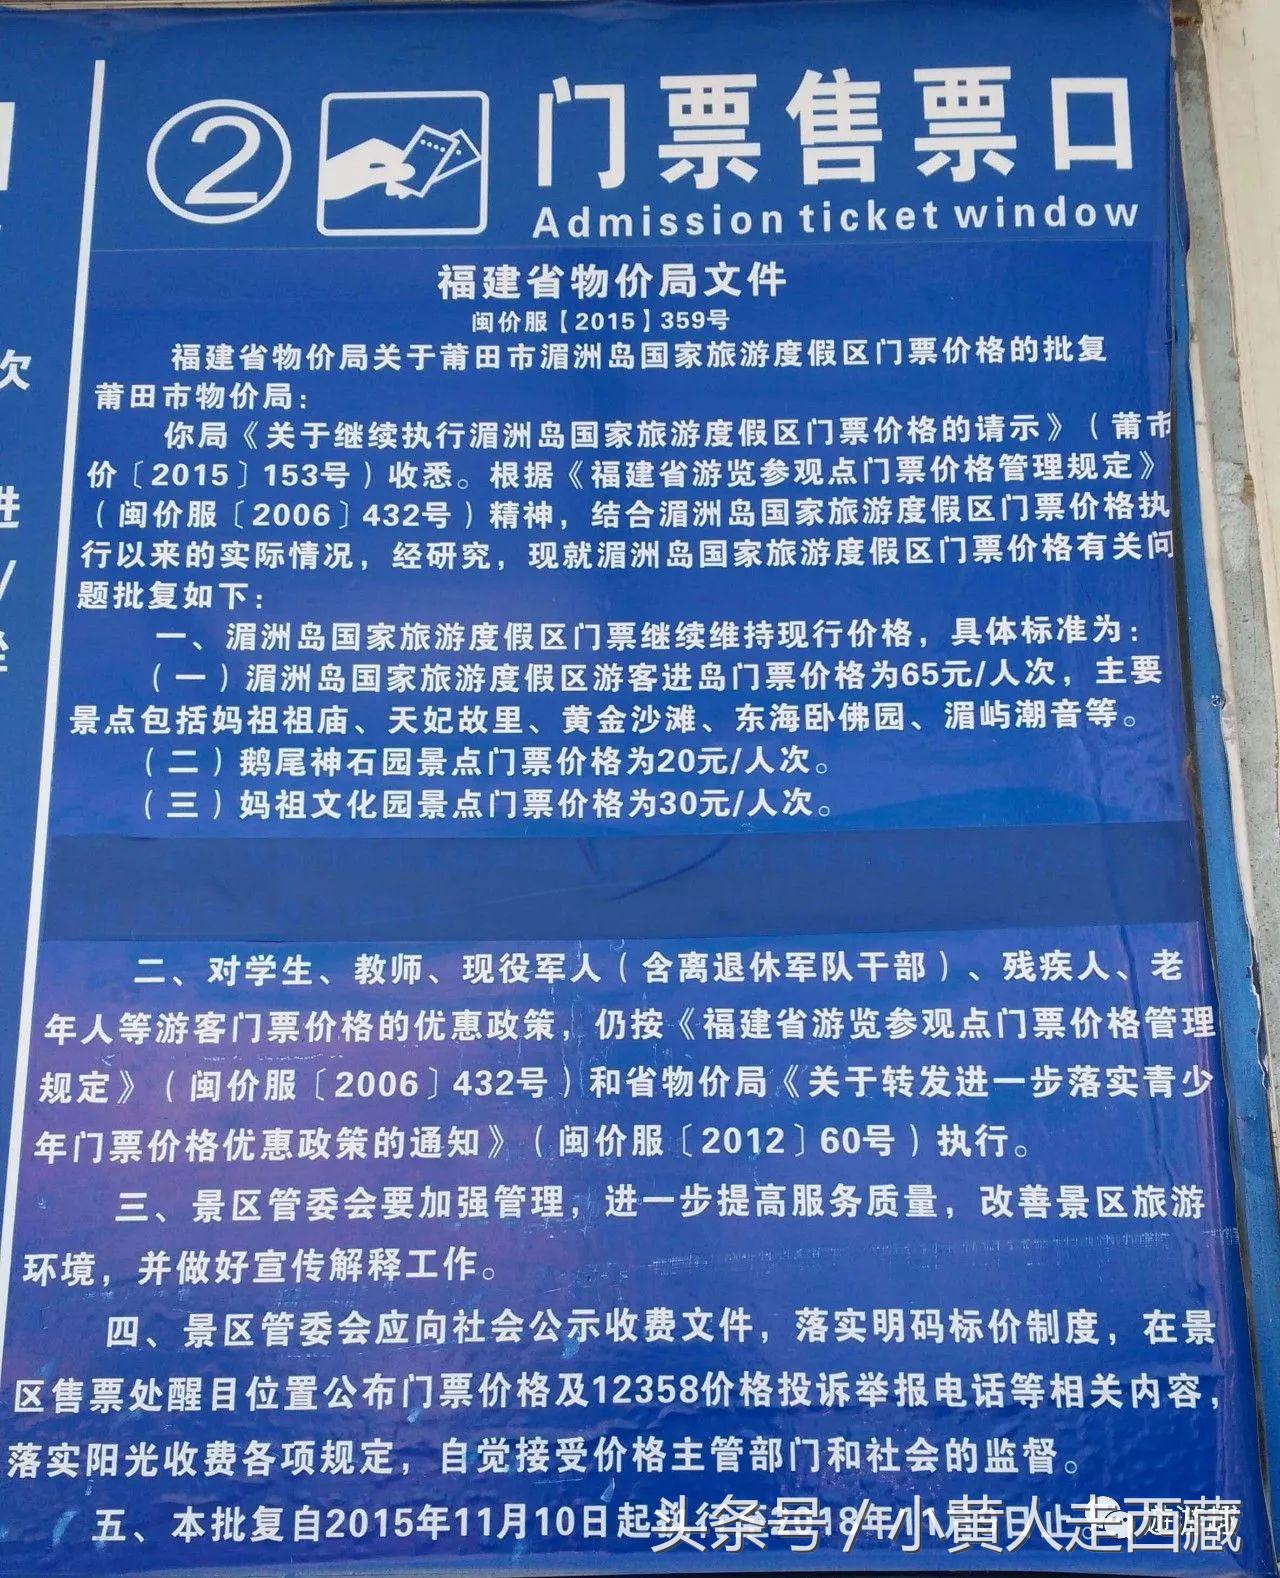 ② 门票售票口
Admission ticket window
福建省物价局文件
闽价服【2015】359号
福建省物价局关于莆田市湄洲岛国家旅游度假区门票价格的批复
莆田市物价局：
你局《关于继续执行湄洲岛国家旅游度假区门票价格的请示》（莆市
价〔2015〕153号）收悉。根据《福建省游览参观点门票价格管理规定》
（闽价服〔2006〕432号）精神，结合湄洲岛国家旅游度假区门票价格执
行以来的实际情况，经研究，现就湄洲岛国家旅游度假区门票价格有关问
题批复如下：
一、湄洲岛国家旅游度假区门票继续维持现行价格，具体标准为：
（一）湄洲岛国家旅游度假区游客进岛门票价格为65元/人次，主要
景点包括妈祖祖庙、天妃故里、黄金沙滩、东海卧佛园、湄屿潮音等。
（二）鹅尾神石园景点门票价格为20元/人次。
（三）妈祖文化园景点门票价格为30元/人次。
二、对学生、教师、现役军人（含离退休军队干部）、残疾人、老
年人等游客门票价格的优惠政策，仍按《福建省游览参观点门票价格管理
规定》（闽价服〔2006〕432号）和省物价局《关于转发进一步落实青少
年门票价格优惠政策的通知》（闽价服〔2012〕60号）执行。
三、景区管委会要加强管理，进一步提高服务质量，改善景区旅游
环境，并做好宣传解释工作。
四、景区管委会应向社会公示收费文件，落实明码标价制度，在景
区售票处醒目位置公布门票价格及12358价格投诉举报电话等相关内容，
落实阳光收费各项规定，自觉接受价格主管部门和社会的监督。
五、本批复自2015年11月10日起执行至2018年
头条号 / 小黄人走西藏
次
进
/